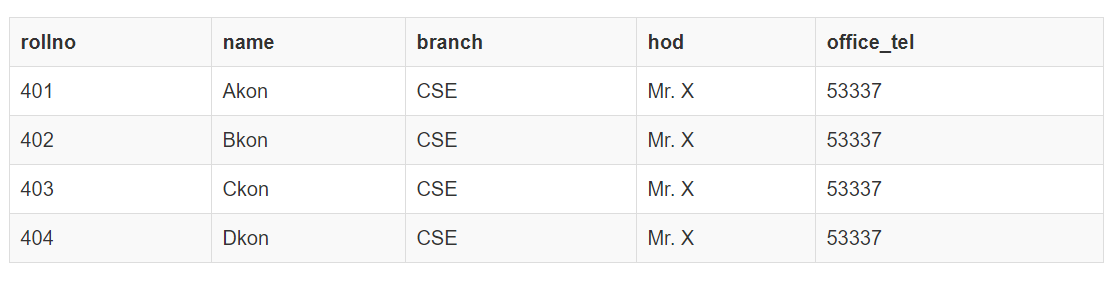 rollno name branch hod office_tel
401 Akon CSE Mr. X 53337
402 Bkon CSE Mr. X 53337
403 Ckon CSE Mr. X 53337
404 Dkon CSE Mr. X 53337